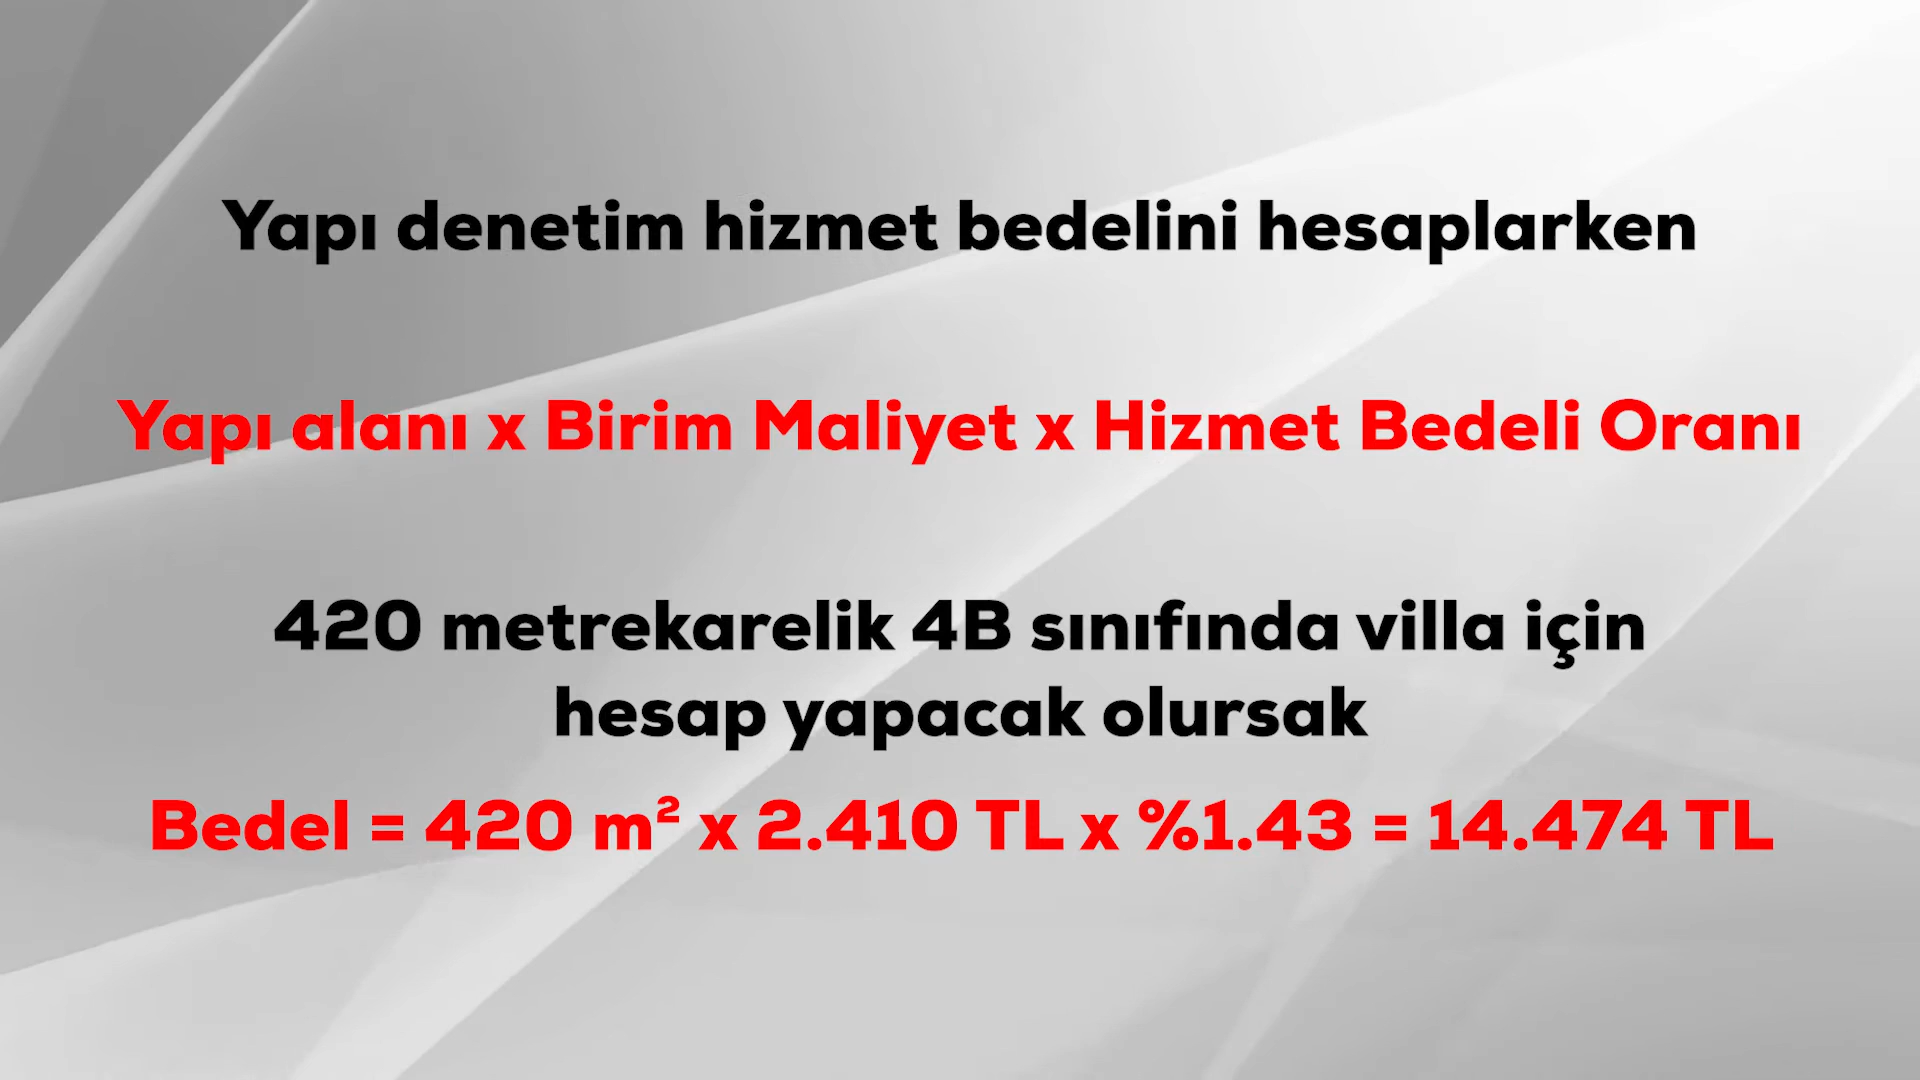 Yapı denetim hizmet bedelini hesaplarken
Yapı alanı x Birim Maliyet x Hizmet Bedeli Oranı
420 metrekarelik 4B sınıfında villa için
hesap yapacak olursak
Bedel = 420 m² x 2.410 TL x %1.43 = 14.474 TL